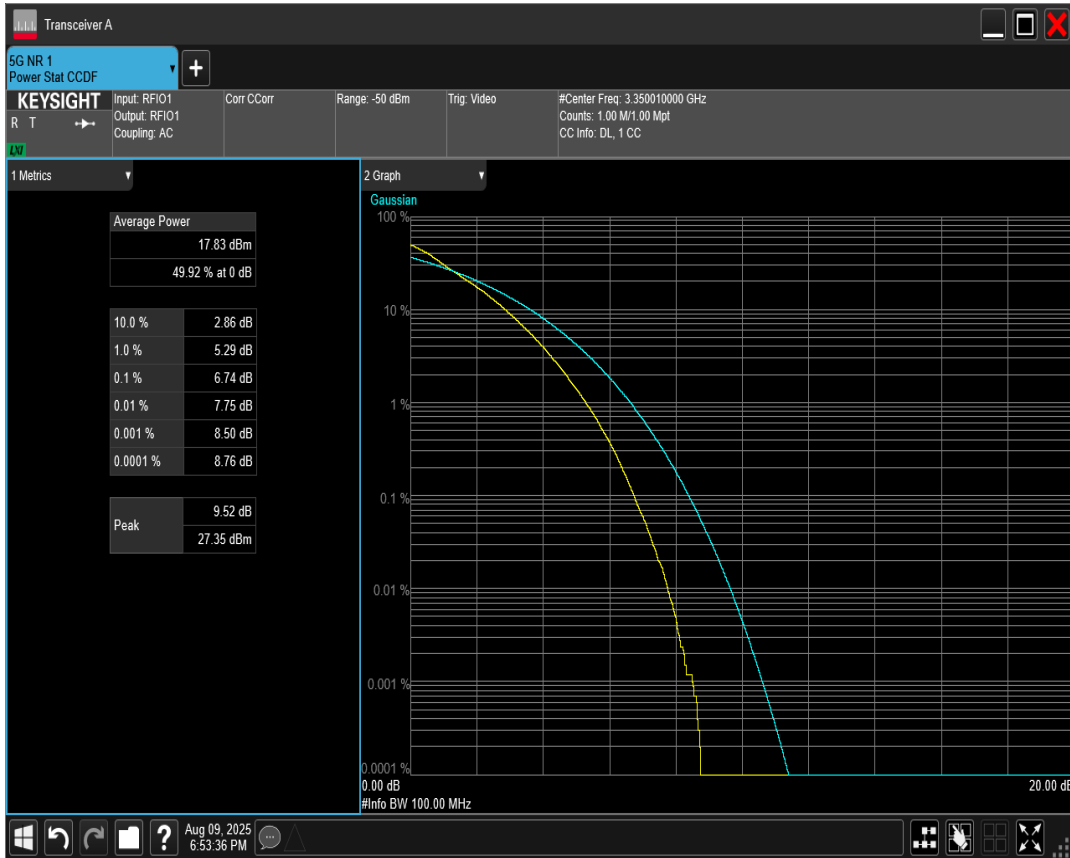 Transceiver A
5G NR 1
Power Stat CCDF
+
KEYSIGHT
R T
LXI
Input: RFIO1
Output: RFIO1
Coupling: AC
Corr CCorr
Range: -50 dBm
Trig: Video
#Center Freq: 3.350010000 GHz
Counts: 1.00 M/1.00 Mpt
CC Info: DL, 1 CC
1 Metrics
Average Power
17.83 dBm
49.92 % at 0 dB
10.0 % 2.86 dB
1.0 % 5.29 dB
0.1 % 6.74 dB
0.01 % 7.75 dB
0.001 % 8.50 dB
0.0001 % 8.76 dB
Peak
9.52 dB
27.35 dBm
2 Graph
Gaussian
100 %
10 %
1 %
0.1 %
0.01 %
0.001 %
0.0001 %
0.00 dB
20.00 dB
#Info BW 100.00 MHz
?
Aug 09, 2025
6:53:36 PM